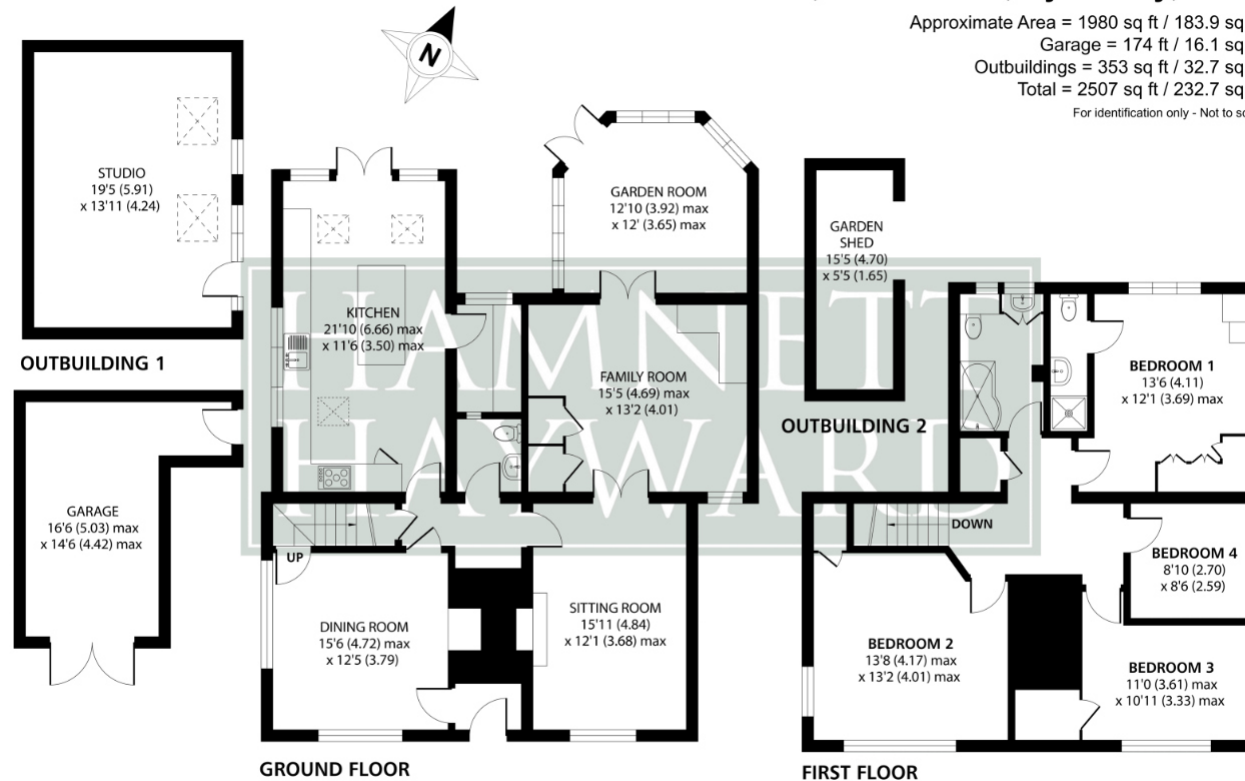 Approximate Area = 1980 sq ft / 183.9 sq
Garage = 174 ft / 16.1 sq
Outbuildings = 353 sq ft / 32.7 sq
Total = 2507 sq ft / 232.7 sq
For identification only - Not to sc
N
STUDIO
19'5 (5.91)
x 13'11 (4.24)
OUTBUILDING 1
GARAGE
16'6 (5.03) max
x 14'6 (4.42) max
KITCHEN
21'10 (6.66) max
x 11'6 (3.50) max
GARDEN ROOM
12'10 (3.92) max
x 12' (3.65) max
FAMILY ROOM
15'5 (4.69) max
x 13'2 (4.01)
UP
DINING ROOM
15'6 (4.72) max
x 12'5 (3.79)
SITTING ROOM
15'11 (4.84)
x 12'1 (3.68) max
GROUND FLOOR
GARDEN
SHED
15'5 (4.70)
x 5'5 (1.65)
OUTBUILDING 2
BEDROOM 1
13'6 (4.11)
x 12'1 (3.69) max
DOWN
BEDROOM 4
8'10 (2.70)
x 8'6 (2.59)
BEDROOM 2
13'8 (4.17) max
x 13'2 (4.01) max
BEDROOM 3
11'0 (3.61) max
x 10'11 (3.33) max
FIRST FLOOR
HAMNETT
HAYWARD